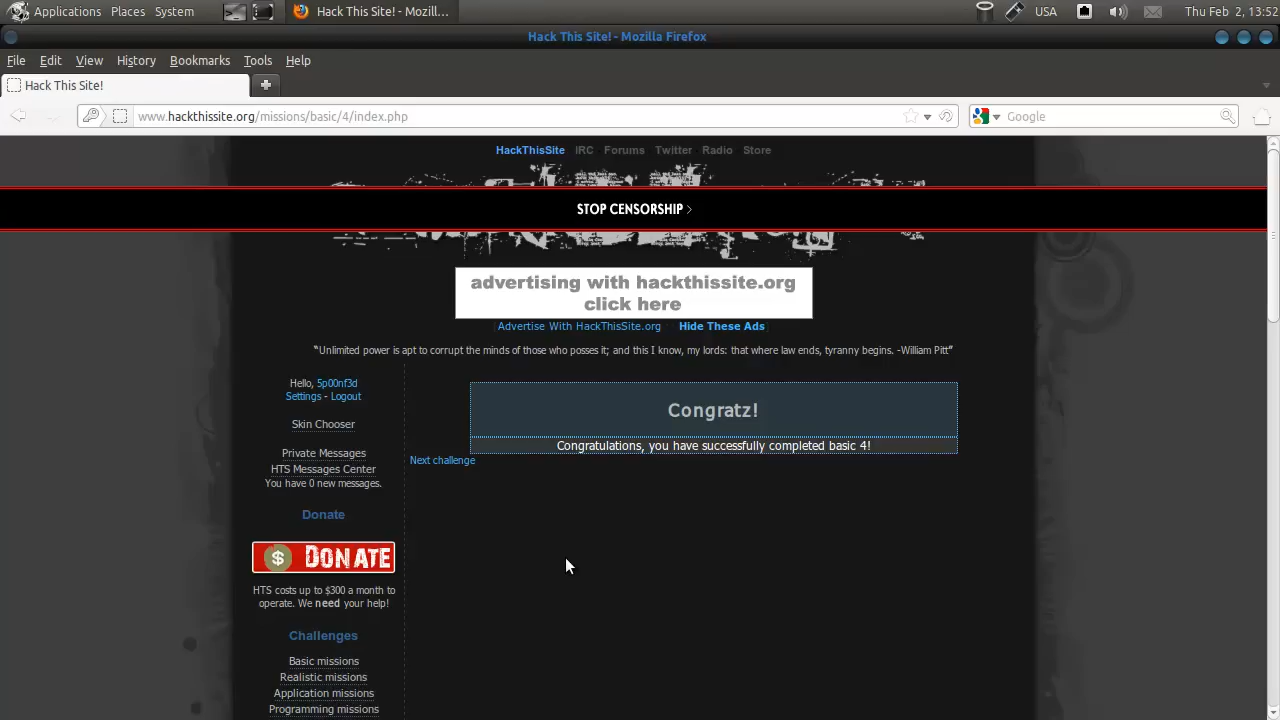 Applications Places System Hack This Site! - Mozill... USA Thu Feb 2, 13:52
Hack This Site! - Mozilla Firefox
File Edit View History Bookmarks Tools Help
Hack This Site!
www.hackthissite.org/missions/basic/4/index.php Google
HackThisSite IRC Forums Twitter Radio Store
STOP CENSORSHIP >
advertising with hackthissite.org
click here
Advertise With HackThisSite.org Hide These Ads
"Unlimited power is apt to corrupt the minds of those who posses it; and this I know, my lords: that where law ends, tyranny begins. -William Pitt"
Hello, 5p00nf3d
Settings - Logout
Skin Chooser
Private Messages
HTS Messages Center
You have 0 new messages.
Donate
$ DONATE
HTS costs up to $300 a month to
operate. We need your help!
Challenges
Basic missions
Realistic missions
Application missions
Programming missions
Congratz!
Congratulations, you have successfully completed basic 4!
Next challenge